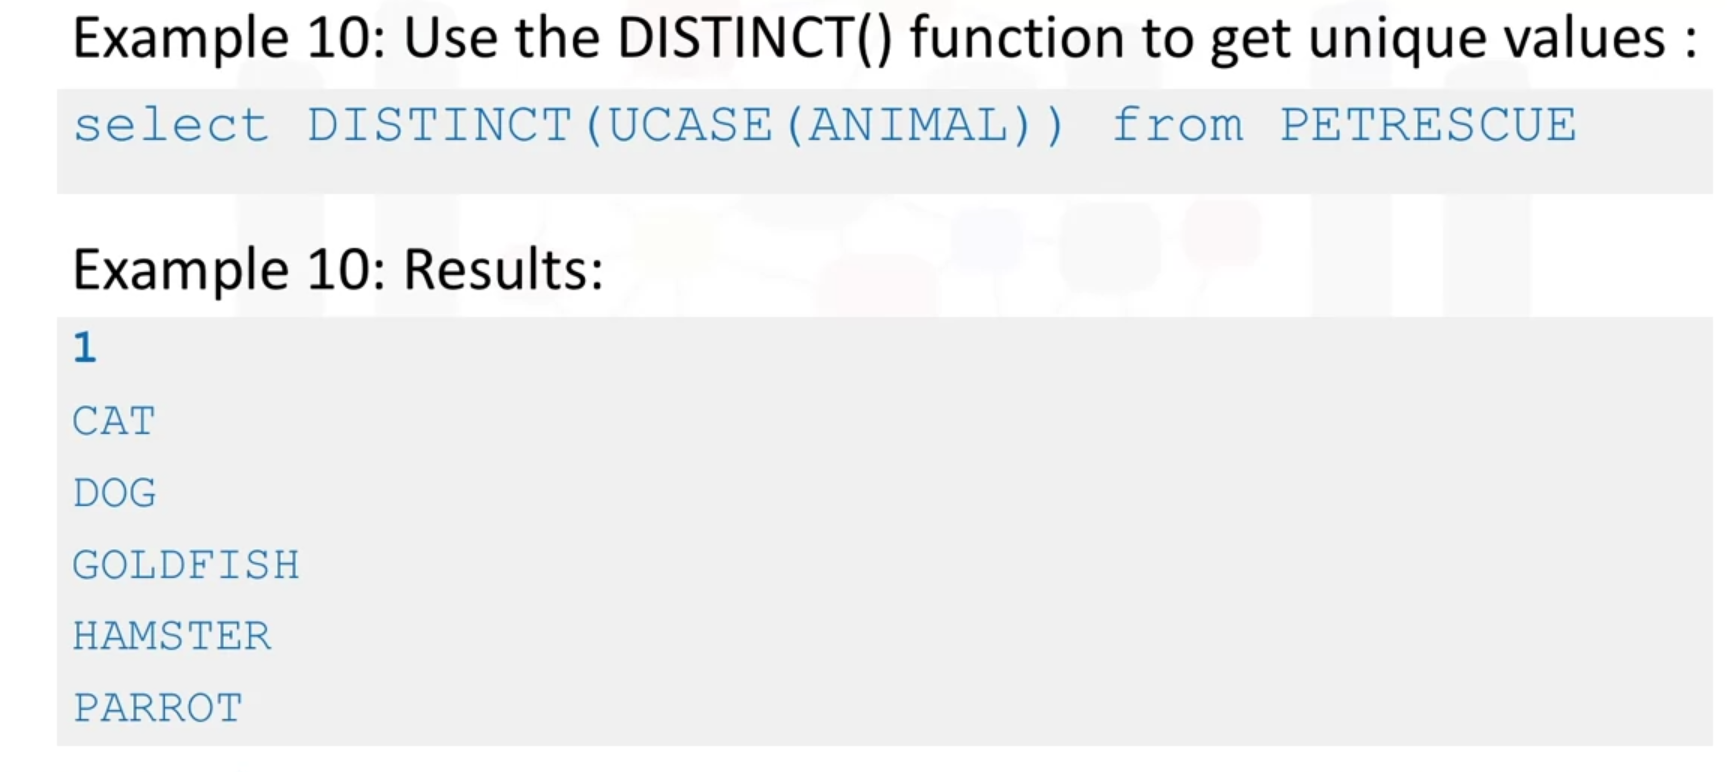 Example 10: Use the DISTINCT() function to get unique values :
select DISTINCT(UCASE(ANIMAL)) from PETRESCUE
Example 10: Results:
1
CAT
DOG
GOLDFISH
HAMSTER
PARROT